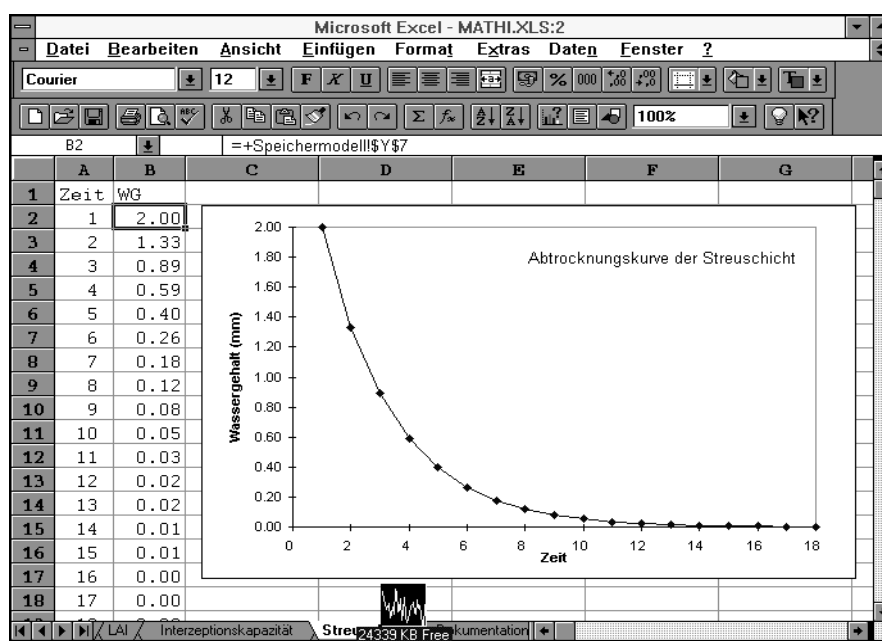 Microsoft Excel - MATHI.XLS:2
Datei Bearbeiten Ansicht Einfügen Format Extras Daten Fenster ?
Courier 12 F K U % 000
Σ fx 100%
B2 =+Speichermodell!$Y$7
A B C D E F G
1 Zeit WG
2 1 2.00
3 2 1.33
4 3 0.89
5 4 0.59
6 5 0.40
7 6 0.26
8 7 0.18
9 8 0.12
10 9 0.08
11 10 0.05
12 11 0.03
13 12 0.02
14 13 0.02
15 14 0.01
16 15 0.01
17 16 0.00
18 17 0.00
Abtrocknungskurve der Streuschicht
Wassergehalt (mm)
2.00
1.80
1.60
1.40
1.20
1.00
0.80
0.60
0.40
0.20
0.00
0 2 4 6 8 10 12 14 16 18
Zeit
LAI Interzeptionskapazität
24339 KB Free